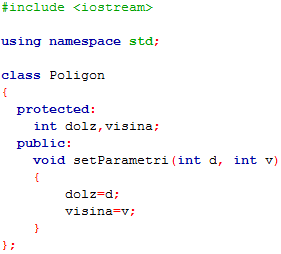 #include <iostream>
using namespace std;
class Poligon
{
protected:
int dolz,visina;
public:
void setParametri(int d, int v)
{
dolz=d;
visina=v;
}
};